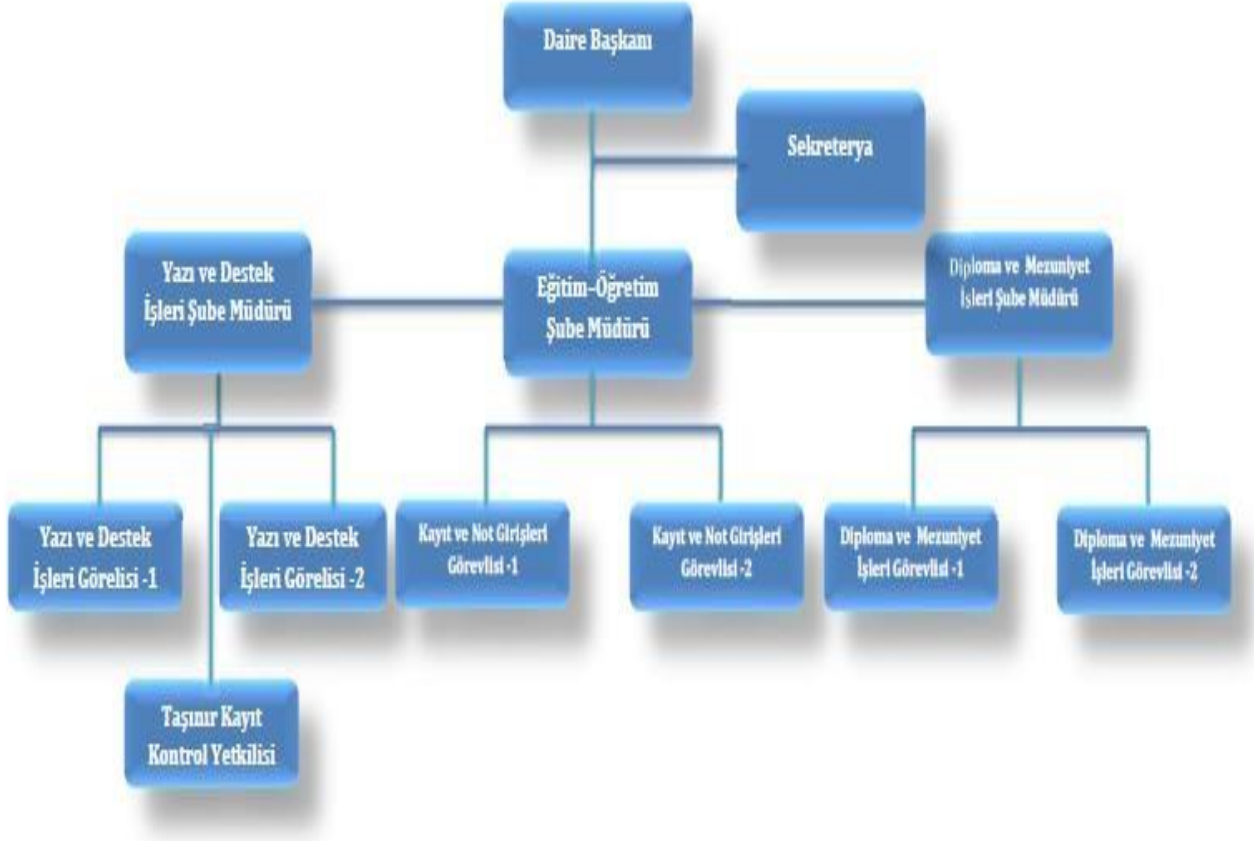 Daire Başkanı
Sekreterya
Yazı ve Destek
İşleri Şube Müdürü
Eğitim-Öğretim
Şube Müdürü
Diploma ve Mezuniyet
İşleri Şube Müdürü
Yazı ve Destek
İşleri Görelisi -1
Yazı ve Destek
İşleri Görelisi -2
Kayıt ve Not Girişleri
Görevlisi -1
Kayıt ve Not Girişleri
Görevlisi -2
Diploma ve Mezuniyet
İşleri Görevlisi -1
Diploma ve Mezuniyet
İşleri Görevlisi -2
Taşınır Kayıt
Kontrol Yetkilisi